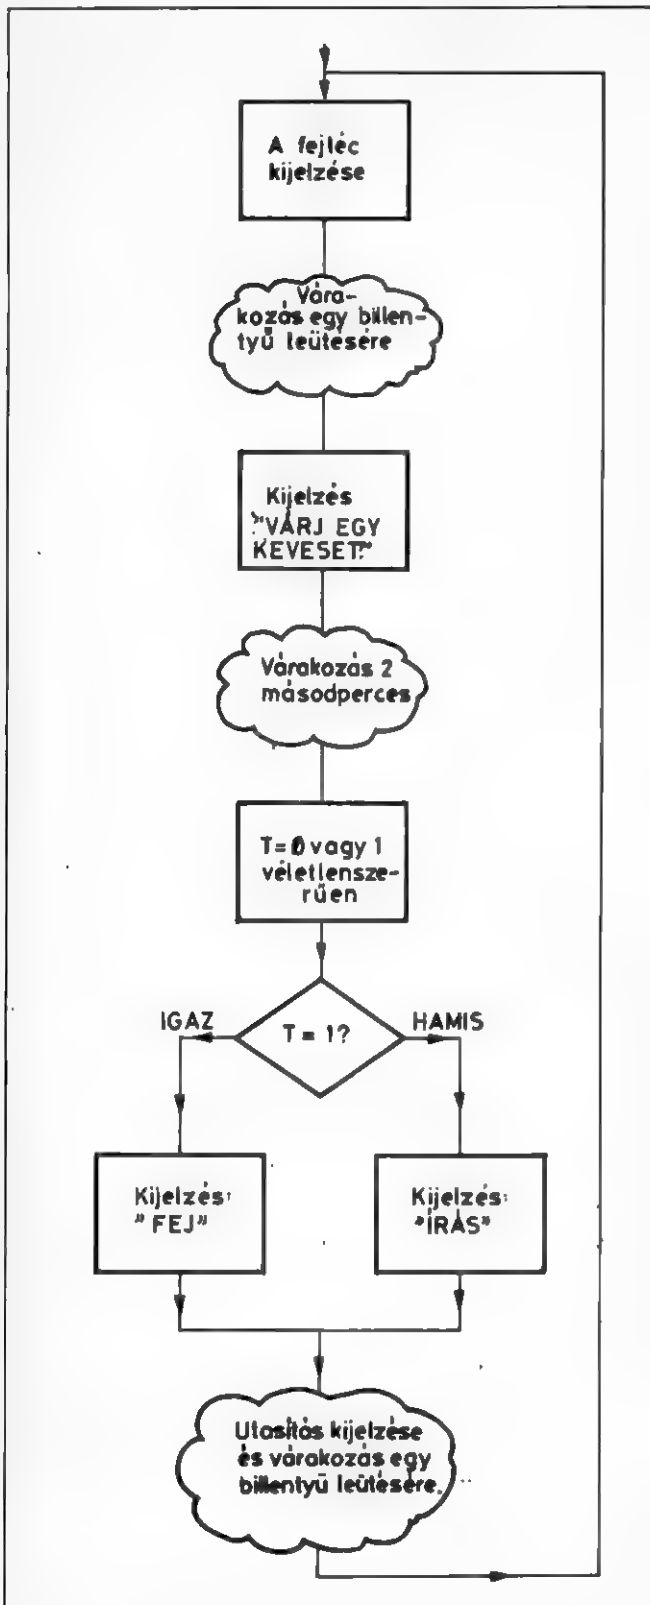 A fejléc
kijelzése
Vára-
kozás egy billen-
tyű leütésére
Kijelzés
"VÁRJ EGY
KEVESET!"
Várakozás 2
másodperces
T=0 vagy 1
véletlensze-
rűen
IGAZ
T = 1?
HAMIS
Kijelzés:
"FEJ"
Kijelzés:
"ÍRÁS"
Utasítás kijelzése
és várakozás egy
billentyű leütésére.